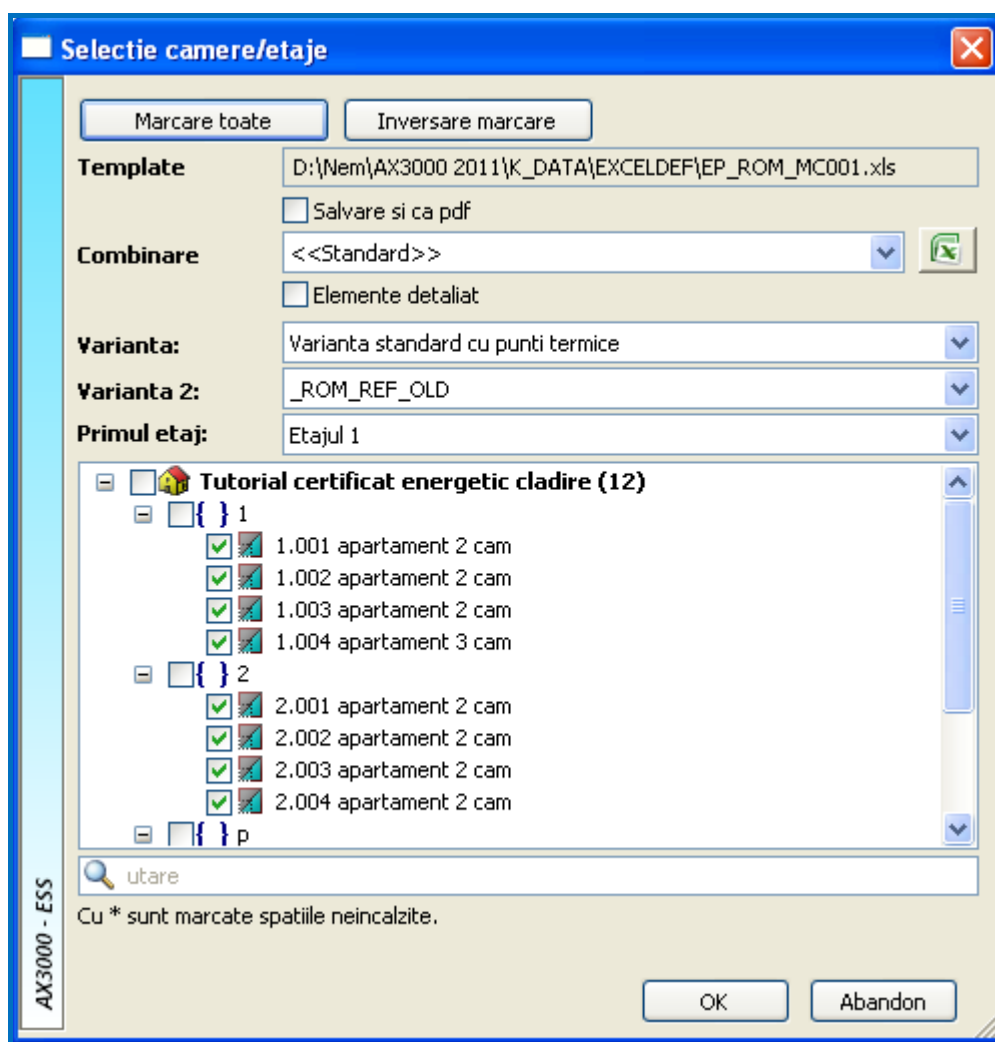 Selectie camere/etaje
Marcare toate Inversare marcare
Template D:\Nem\AX3000 2011\K_DATA\EXCELDEF\EP_ROM_MC001.xls
Salvare si ca pdf
Combinare <<Standard>>
Elemente detaliat
Varianta: Varianta standard cu punti termice
Varianta 2: _ROM_REF_OLD
Primul etaj: Etajul 1
Tutorial certificat energetic cladire (12)
{ } 1
1.001 apartament 2 cam
1.002 apartament 2 cam
1.003 apartament 2 cam
1.004 apartament 3 cam
{ } 2
2.001 apartament 2 cam
2.002 apartament 2 cam
2.003 apartament 2 cam
2.004 apartament 2 cam
{ } p
utare
Cu * sunt marcate spatiile neincalzite.
AX3000 - ESS
OK Abandon